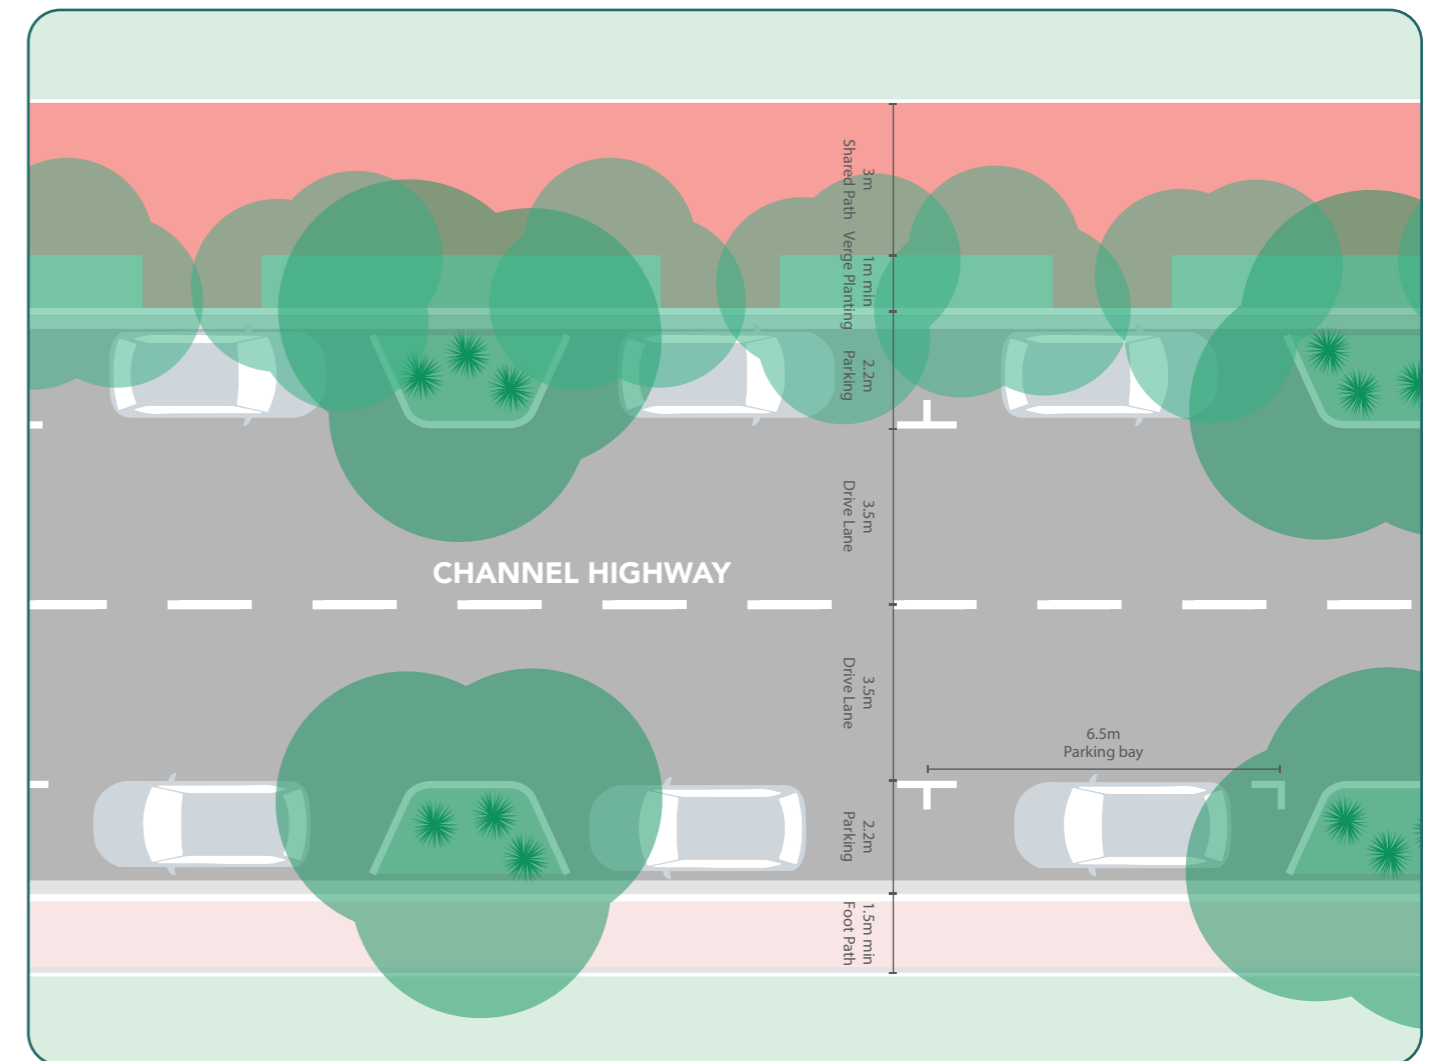 3m
Shared Path
1m min
Verge Planting
2.2m
Parking
3.5m
Drive Lane
CHANNEL HIGHWAY
3.5m
Drive Lane
6.5m
Parking bay
2.2m
Parking
1.5m min
Foot Path